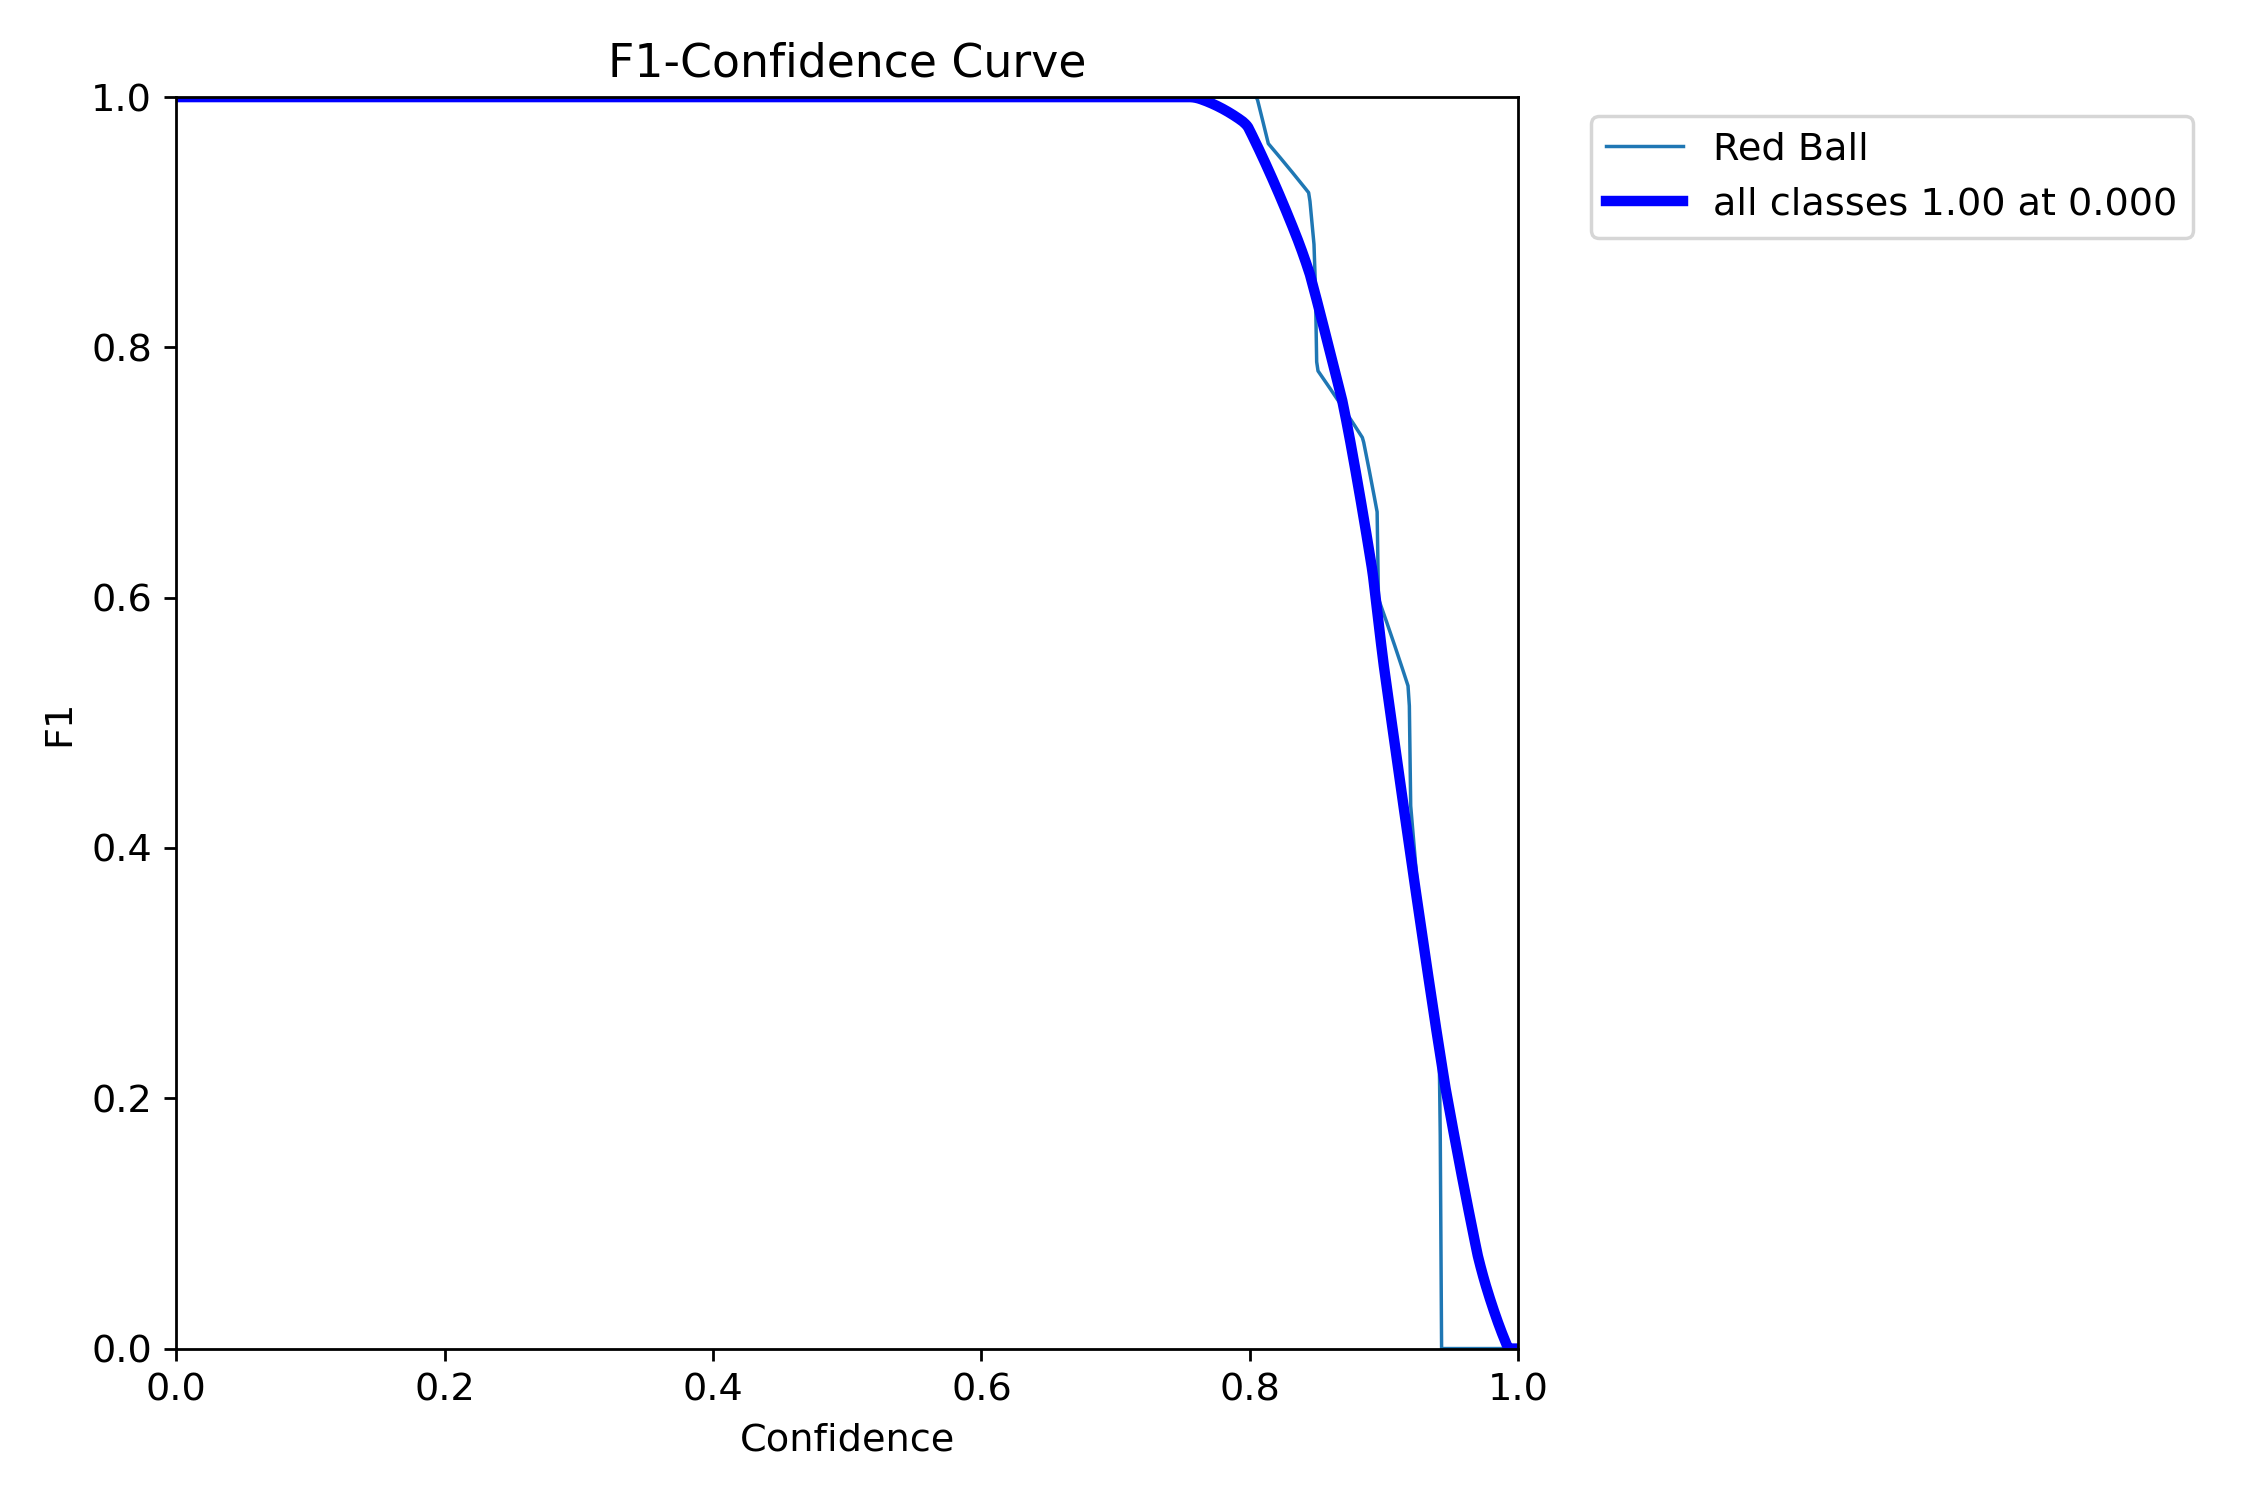 F1-Confidence Curve
1.0
0.8
0.6
0.4
0.2
0.0
F1
0.0 0.2 0.4 0.6 0.8 1.0
Confidence
Red Ball
all classes 1.00 at 0.000